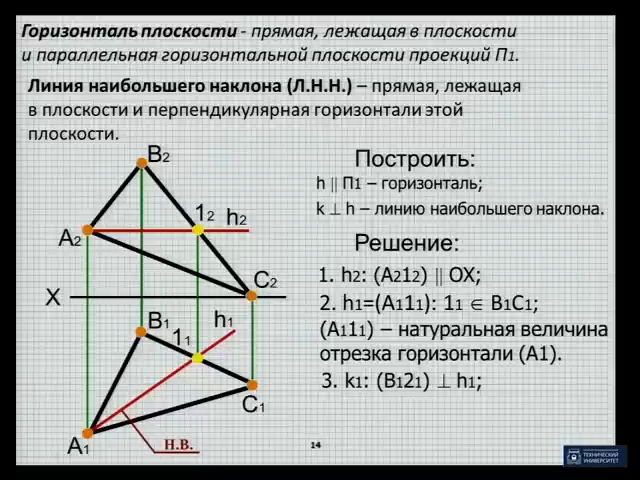 Горизонталь плоскости - прямая, лежащая в плоскости
и параллельная горизонтальной плоскости проекций П1.
Линия наибольшего наклона (Л.Н.Н.) – прямая, лежащая
в плоскости и перпендикулярная горизонтали этой
плоскости.
B2
12
h2
A2
C2
X
B1
11
h1
C1
A1
Н.В.
Построить:
h || П1 – горизонталь;
k ⊥ h – линию наибольшего наклона.
Решение:
1. h2: (A212) || OX;
2. h1=(A111): 11 ∈ B1C1;
(A111) – натуральная величина
отрезка горизонтали (A1).
3. k1: (B121) ⊥ h1;
14
ТЕХНИЧЕСКИЙ
УНИВЕРСИТЕТ